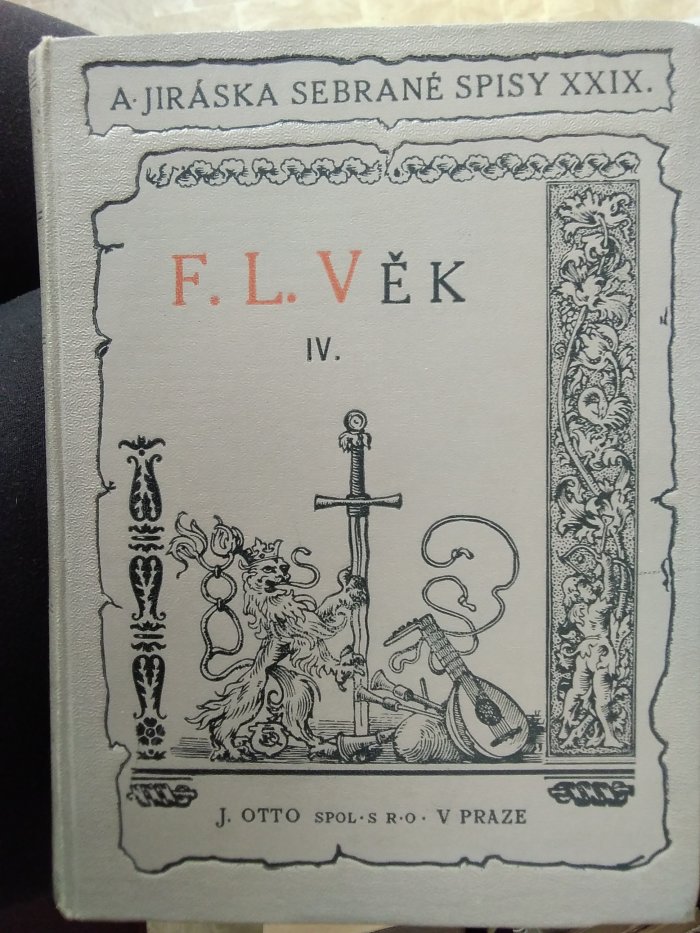 A·JIRÁSKA SEBRANÉ SPISY XXIX.
F. L. VĚK
IV.
J. OTTO SPOL·S R·O· V PRAZE